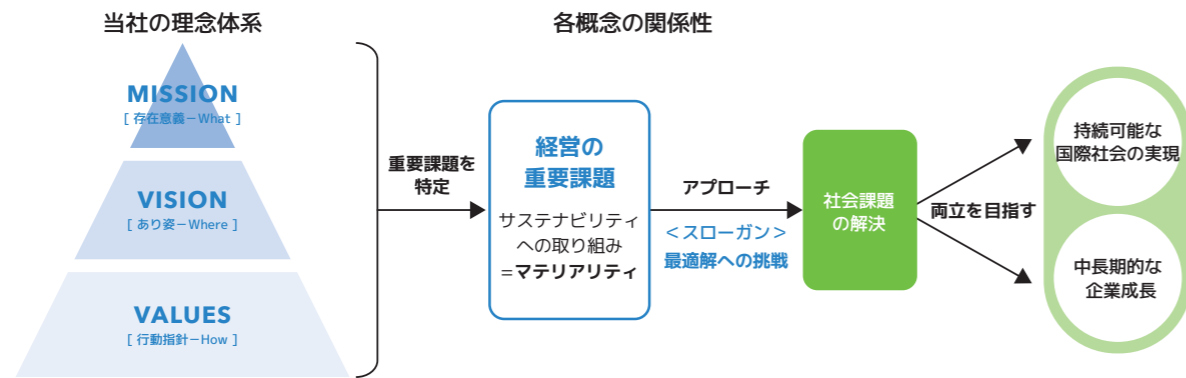 当社の理念体系
MISSION
[ 存在意義－What ]
VISION
[ あり姿－Where ]
VALUES
[ 行動指針－How ]
各概念の関係性
重要課題を
特定
経営の
重要課題
サステナビリティ
への取り組み
＝マテリアリティ
アプローチ
＜スローガン＞
最適解への挑戦
社会課題
の解決
両立を目指す
持続可能な
国際社会の実現
中長期的な
企業成長